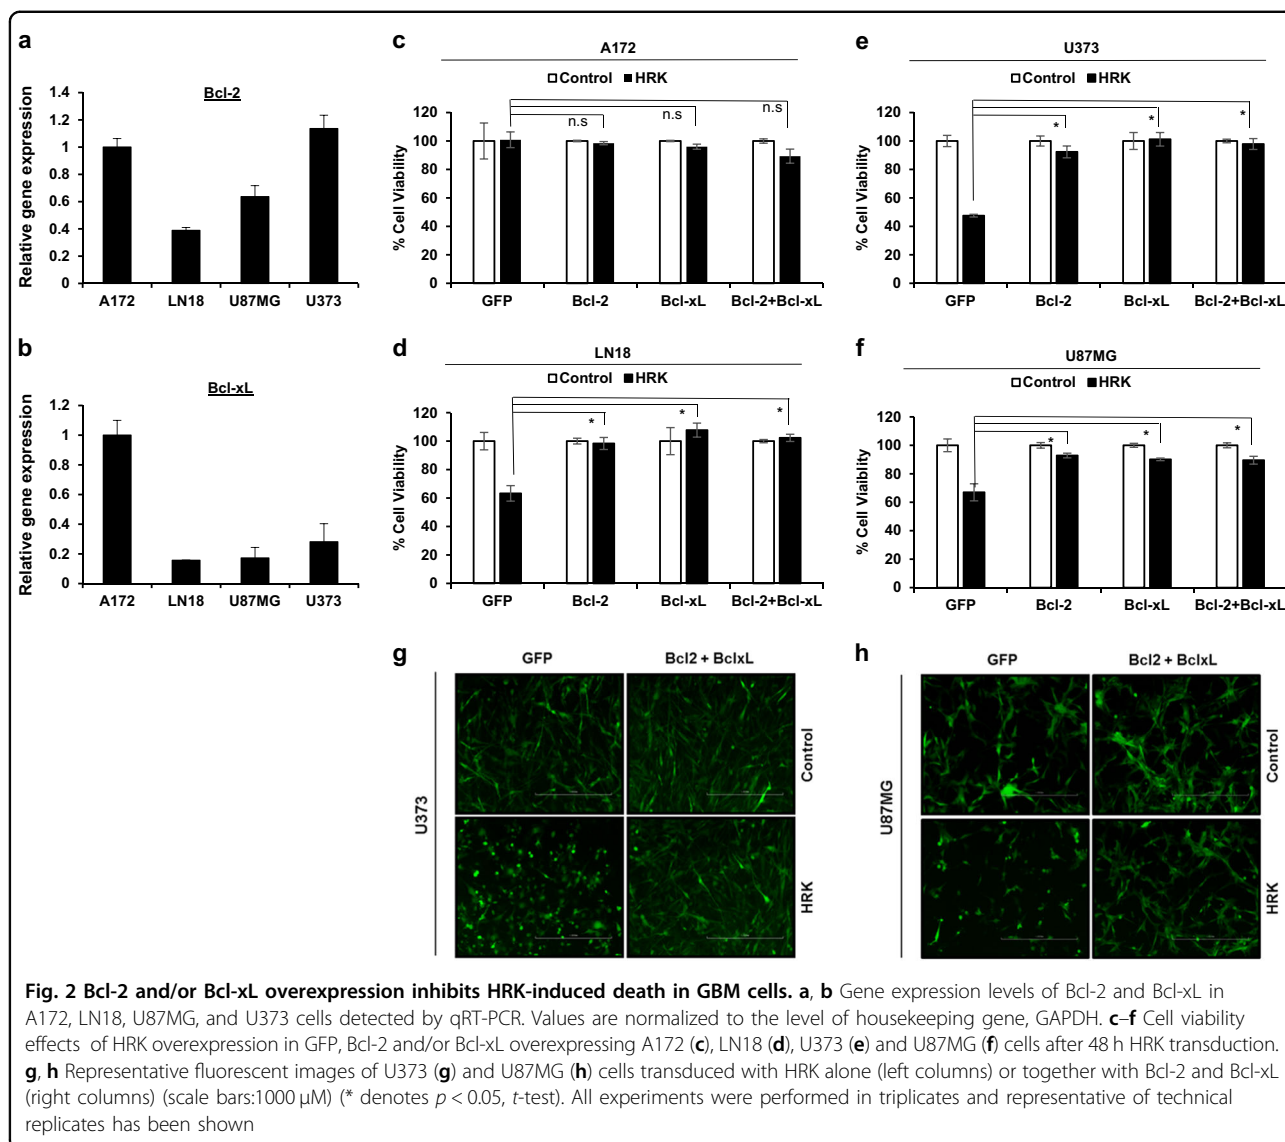 a
Bcl-2
Relative gene expression
1.4
1.2
1
0.8
0.6
0.4
0.2
0
A172 LN18 U87MG U373
b
Bcl-xL
Relative gene expression
1.2
1
0.8
0.6
0.4
0.2
0
A172 LN18 U87MG U373
c
A172
Control HRK
% Cell Viability
120
100
80
60
40
20
0
n.s n.s n.s
GFP Bcl-2 Bcl-xL Bcl-2+Bcl-xL
d
LN18
Control HRK
% Cell Viability
120
100
80
60
40
20
0
* * *
GFP Bcl-2 Bcl-xL Bcl-2+Bcl-xL
e
U373
Control HRK
% Cell Viability
120
100
80
60
40
20
0
* * *
GFP Bcl-2 Bcl-xL Bcl-2+Bcl-xL
f
U87MG
Control HRK
% Cell Viaiblity
120
100
80
60
40
20
0
* * *
GFP Bcl-2 Bcl-xL Bcl-2+Bcl-xL
g
GFP Bcl2 + BclxL
U373
Control
HRK
h
GFP Bcl2 + BclxL
U87MG
Control
HRK
Fig. 2 Bcl-2 and/or Bcl-xL overexpression inhibits HRK-induced death in GBM cells. a, b Gene expression levels of Bcl-2 and Bcl-xL in
A172, LN18, U87MG, and U373 cells detected by qRT-PCR. Values are normalized to the level of housekeeping gene, GAPDH. c–f Cell viability
effects of HRK overexpression in GFP, Bcl-2 and/or Bcl-xL overexpressing A172 (c), LN18 (d), U373 (e) and U87MG (f) cells after 48 h HRK transduction.
g, h Representative fluorescent images of U373 (g) and U87MG (h) cells transduced with HRK alone (left columns) or together with Bcl-2 and Bcl-xL
(right columns) (scale bars:1000 µM) (* denotes p < 0.05, t-test). All experiments were performed in triplicates and representative of technical
replicates has been shown